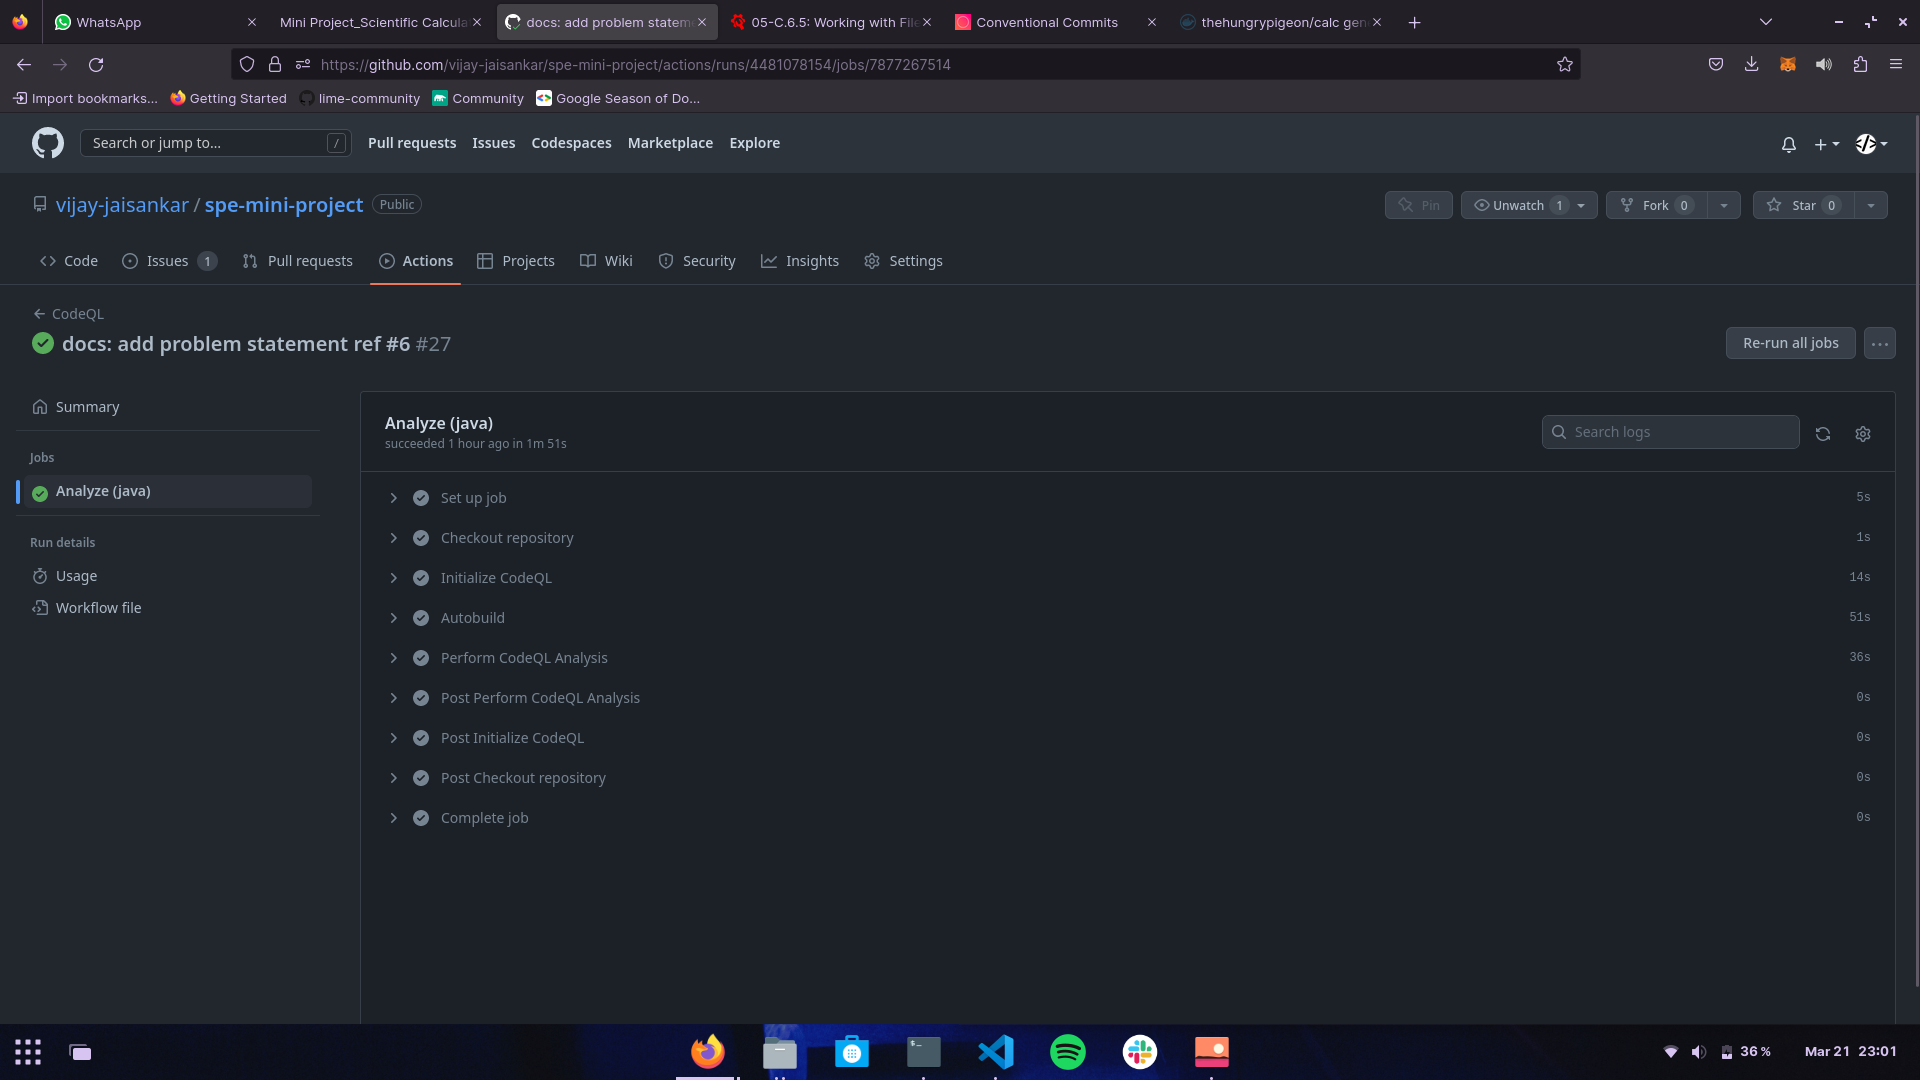 WhatsApp
Mini Project_Scientific Calcula
docs: add problem statem
05-C.6.5: Working with File
Conventional Commits
thehungrypigeon/calc gen
https://github.com/vijay-jaisankar/spe-mini-project/actions/runs/4481078154/jobs/7877267514
Import bookmarks...
Getting Started
lime-community
Community
Google Season of Do...
Search or jump to...
/
Pull requests
Issues
Codespaces
Marketplace
Explore
vijay-jaisankar / spe-mini-project
Public
Pin
Unwatch 1
Fork 0
Star 0
Code
Issues 1
Pull requests
Actions
Projects
Wiki
Security
Insights
Settings
CodeQL
docs: add problem statement ref #6 #27
Re-run all jobs
Summary
Jobs
Analyze (java)
Run details
Usage
Workflow file
Analyze (java)
succeeded 1 hour ago in 1m 51s
Search logs
Set up job 5s
Checkout repository 1s
Initialize CodeQL 14s
Autobuild 51s
Perform CodeQL Analysis 36s
Post Perform CodeQL Analysis 0s
Post Initialize CodeQL 0s
Post Checkout repository 0s
Complete job 0s
36 %
Mar 21 23:01